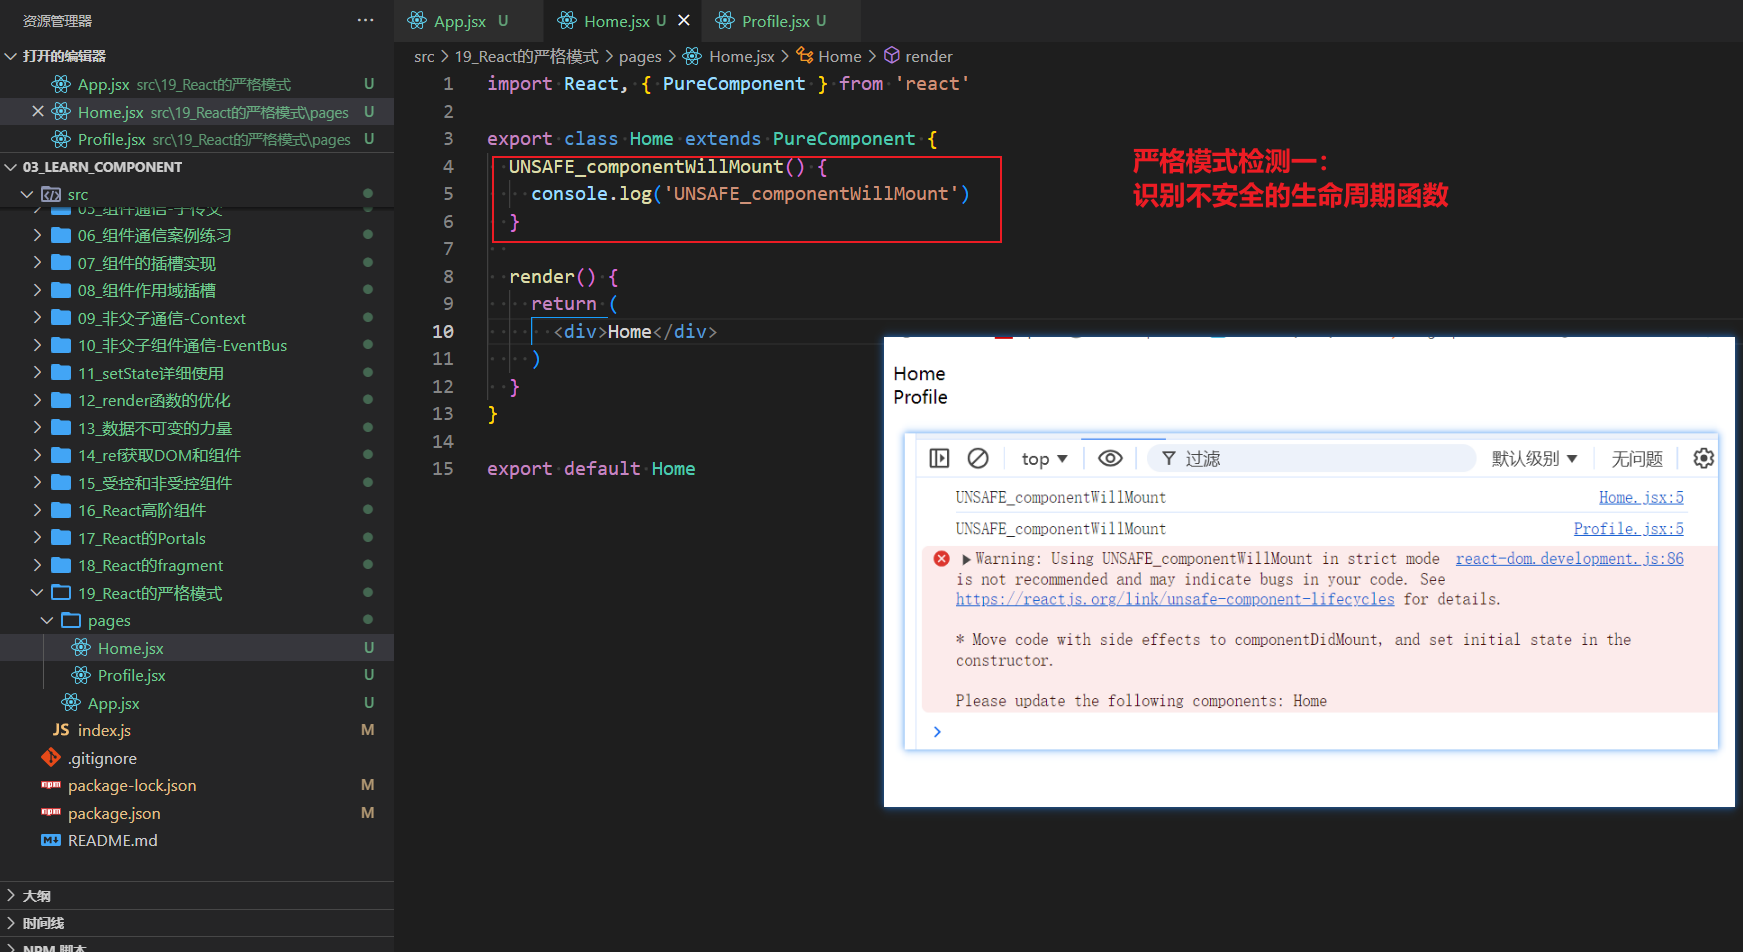 资源管理器
打开的编辑器
App.jsx src\19_React的严格模式 U
Home.jsx src\19_React的严格模式\pages U
Profile.jsx src\19_React的严格模式\pages U
03_LEARN_COMPONENT
src
05_组件通信-子传父
06_组件通信案例练习
07_组件的插槽实现
08_组件作用域插槽
09_非父子通信-Context
10_非父子组件通信-EventBus
11_setState详细使用
12_render函数的优化
13_数据不可变的力量
14_ref获取DOM和组件
15_受控和非受控组件
16_React高阶组件
17_React的Portals
18_React的fragment
19_React的严格模式
pages
Home.jsx U
Profile.jsx U
App.jsx U
JS index.js M
.gitignore
package-lock.json M
package.json M
README.md
大纲
时间线
NPM 脚本
App.jsx U
Home.jsx U
Profile.jsx U
src > 19_React的严格模式 > pages > Home.jsx > Home > render
1 import React, { PureComponent } from 'react'
2
3 export class Home extends PureComponent {
4 UNSAFE_componentWillMount() {
5 console.log('UNSAFE_componentWillMount')
6 }
7
8 render() {
9 return (
10 <div>Home</div>
11 )
12 }
13 }
14
15 export default Home
严格模式检测一：
识别不安全的生命周期函数
Home
Profile
top
过滤
默认级别
无问题
UNSAFE_componentWillMount Home.jsx:5
UNSAFE_componentWillMount Profile.jsx:5
Warning: Using UNSAFE_componentWillMount in strict mode react-dom.development.js:86
is not recommended and may indicate bugs in your code. See
https://reactjs.org/link/unsafe-component-lifecycles for details.
* Move code with side effects to componentDidMount, and set initial state in the
constructor.
Please update the following components: Home